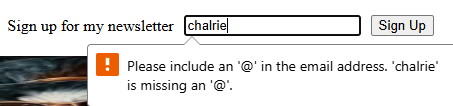 Sign up for my newsletter chalrie Sign Up
! Please include an '@' in the email address. 'chalrie'
is missing an '@'.